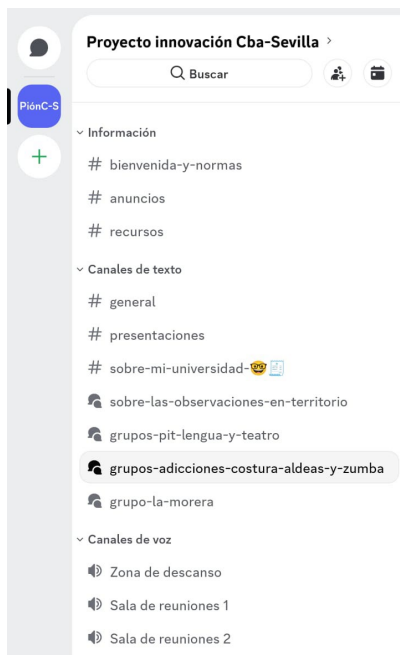 Proyecto innovación Cba-Sevilla
Buscar
PiónC-S
Información
bienvenida-y-normas
anuncios
recursos
Canales de texto
general
presentaciones
sobre-mi-universidad-🤓🧾
sobre-las-observaciones-en-territorio
grupos-pit-lengua-y-teatro
grupos-adicciones-costura-aldeas-y-zumba
grupo-la-morera
Canales de voz
Zona de descanso
Sala de reuniones 1
Sala de reuniones 2